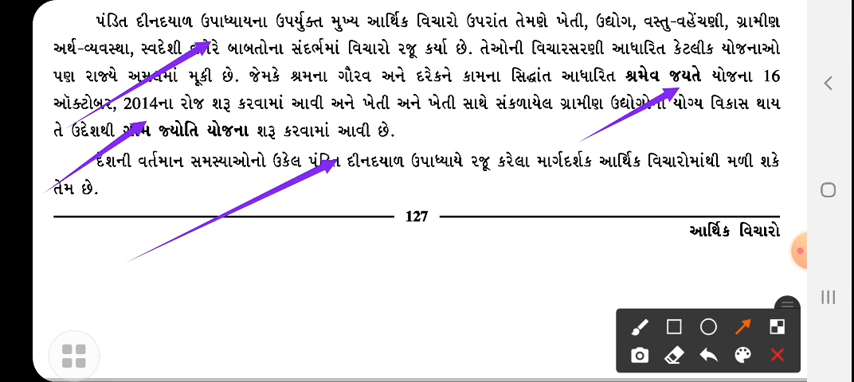 પંડિત દીનદયાળ ઉપાધ્યાયના ઉપર્યુક્ત મુખ્ય આર્થિક વિચારો ઉપરાંત તેમણે ખેતી, ઉદ્યોગ, વસ્તુ-વહેંચણી, ગ્રામીણ
અર્થ-વ્યવસ્થા, સ્વદેશી વગેરે બાબતોના સંદર્ભમાં વિચારો રજૂ કર્યા છે. તેઓની વિચારસરણી આધારિત કેટલીક યોજનાઓ
પણ રાજ્યે અમલમાં મૂકી છે. જેમકે શ્રમના ગૌરવ અને દરેકને કામના સિદ્ધાંત આધારિત શ્રમેવ જયતે યોજના 16
ઑક્ટોબર, 2014ના રોજ શરૂ કરવામાં આવી અને ખેતી અને ખેતી સાથે સંકળાયેલ ગ્રામીણ ઉદ્યોગોનો યોગ્ય વિકાસ થાય
તે ઉદેશથી ગ્રામ જ્યોતિ યોજના શરૂ કરવામાં આવી છે.
દેશની વર્તમાન સમસ્યાઓનો ઉકેલ પંડિત દીનદયાળ ઉપાધ્યાયે રજૂ કરેલા માર્ગદર્શક આર્થિક વિચારોમાંથી મળી શકે
તેમ છે.
127
આર્થિક વિચારો